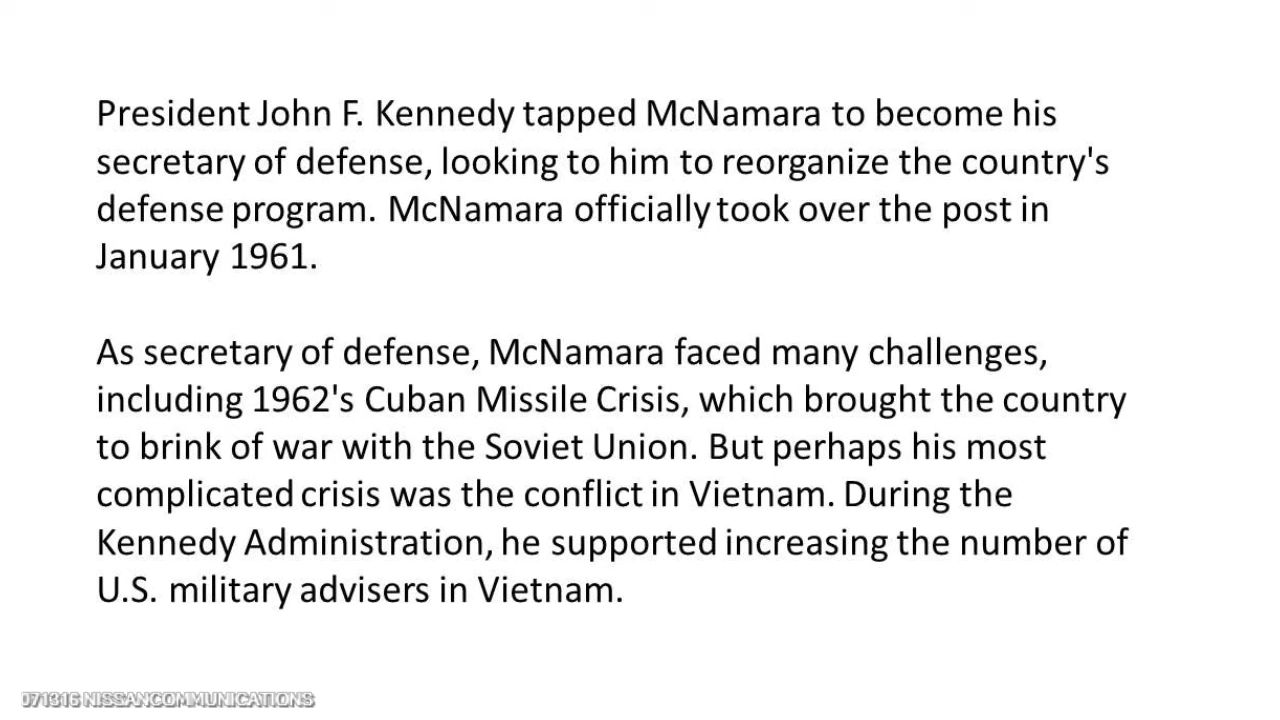 President John F. Kennedy tapped McNamara to become his
secretary of defense, looking to him to reorganize the country's
defense program. McNamara officially took over the post in
January 1961.
As secretary of defense, McNamara faced many challenges,
including 1962's Cuban Missile Crisis, which brought the country
to brink of war with the Soviet Union. But perhaps his most
complicated crisis was the conflict in Vietnam. During the
Kennedy Administration, he supported increasing the number of
U.S. military advisers in Vietnam.
071316 NISSANCOMMUNICATIONS